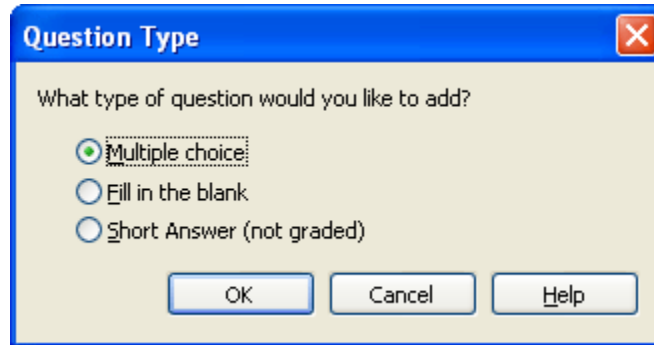 Question Type
What type of question would you like to add?
Multiple choice
Fill in the blank
Short Answer (not graded)
OK Cancel Help